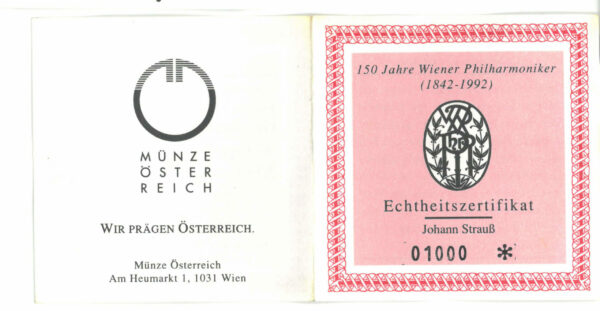 MÜNZE
ÖSTER
REICH
WIR PRÄGEN ÖSTERREICH.
Münze Österreich
Am Heumarkt 1, 1031 Wien
150 Jahre Wiener Philharmoniker
(1842-1992)
Echtheitszertifikat
Johann Strauß
01000 *